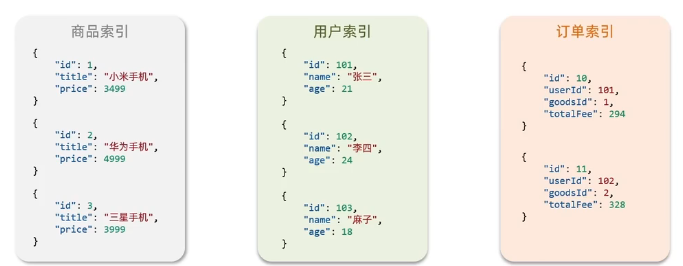 商品索引
{
"id": 1,
"title": "小米手机",
"price": 3499
}
{
"id": 2,
"title": "华为手机",
"price": 4999
}
{
"id": 3,
"title": "三星手机",
"price": 3999
}
用户索引
{
"id": 101,
"name": "张三",
"age": 21
}
{
"id": 102,
"name": "李四",
"age": 24
}
{
"id": 103,
"name": "麻子",
"age": 18
}
订单索引
{
"id": 10,
"userId": 101,
"goodsId": 1,
"totalFee": 294
}
{
"id": 11,
"userId": 102,
"goodsId": 2,
"totalFee": 328
}